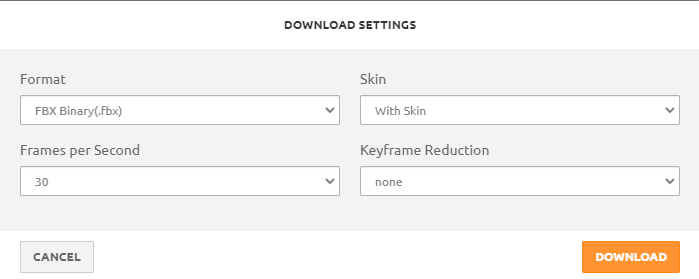 DOWNLOAD SETTINGS
Format
Skin
FBX Binary(.fbx)
With Skin
Frames per Second
Keyframe Reduction
30
none
CANCEL
DOWNLOAD